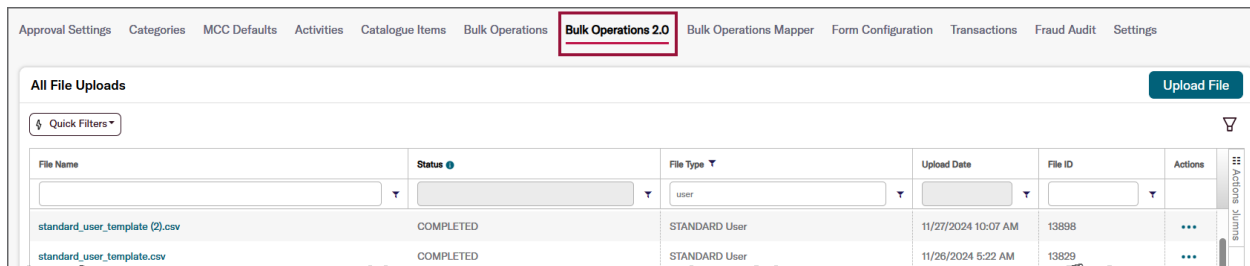 Approval Settings Categories MCC Defaults Activities Catalogue Items Bulk Operations Bulk Operations 2.0 Bulk Operations Mapper Form Configuration Transactions Fraud Audit Settings
All File Uploads Upload File
Quick Filters
File Name Status File Type Upload Date File ID Actions
user
standard_user_template (2).csv COMPLETED STANDARD User 11/27/2024 10:07 AM 13898
standard_user_template.csv COMPLETED STANDARD User 11/26/2024 5:22 AM 13829
Actions